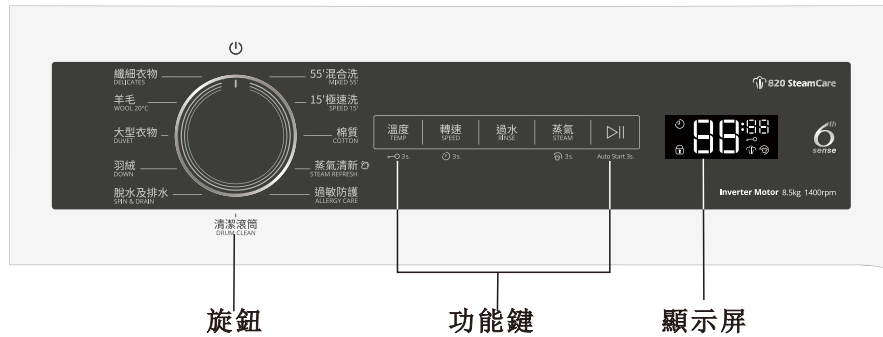 纖細衣物
DELICATES
羊毛
WOOL 20°C
大型衣物
DUVET
羽絨
DOWN
脫水及排水
SPIN & DRAIN
清潔滾筒
DRUM CLEAN
55'混合洗
MIXED 55'
15'極速洗
SPEED 15'
棉質
COTTON
蒸氣清新
STEAM REFRESH
過敏防護
ALLERGY CARE
溫度
TEMP
3s.
轉速
SPEED
3s.
過水
RINSE
蒸氣
STEAM
3s.
Auto Start 3s.
88:88
820 SteamCare
6th
sense
Inverter Motor 8.5kg 1400rpm
旋鈕 功能鍵 顯示屏